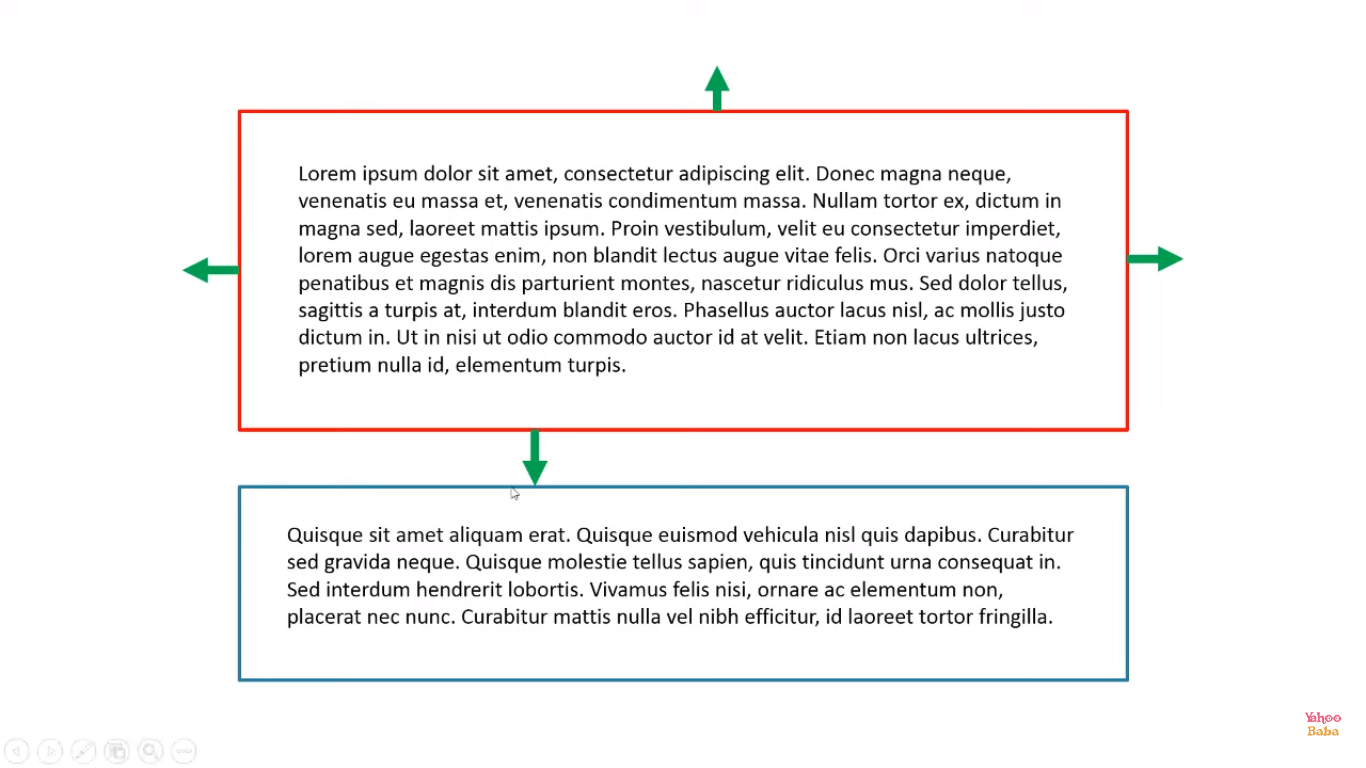 Lorem ipsum dolor sit amet, consectetur adipiscing elit. Donec magna neque,
venenatis eu massa et, venenatis condimentum massa. Nullam tortor ex, dictum in
magna sed, laoreet mattis ipsum. Proin vestibulum, velit eu consectetur imperdiet,
lorem augue egestas enim, non blandit lectus augue vitae felis. Orci varius natoque
penatibus et magnis dis parturient montes, nascetur ridiculus mus. Sed dolor tellus,
sagittis a turpis at, interdum blandit eros. Phasellus auctor lacus nisl, ac mollis justo
dictum in. Ut in nisi ut odio commodo auctor id at velit. Etiam non lacus ultrices,
pretium nulla id, elementum turpis.
Quisque sit amet aliquam erat. Quisque euismod vehicula nisl quis dapibus. Curabitur
sed gravida neque. Quisque molestie tellus sapien, quis tincidunt urna consequat in.
Sed interdum hendrerit lobortis. Vivamus felis nisi, ornare ac elementum non,
placerat nec nunc. Curabitur mattis nulla vel nibh efficitur, id laoreet tortor fringilla.
Yahoo
Baba